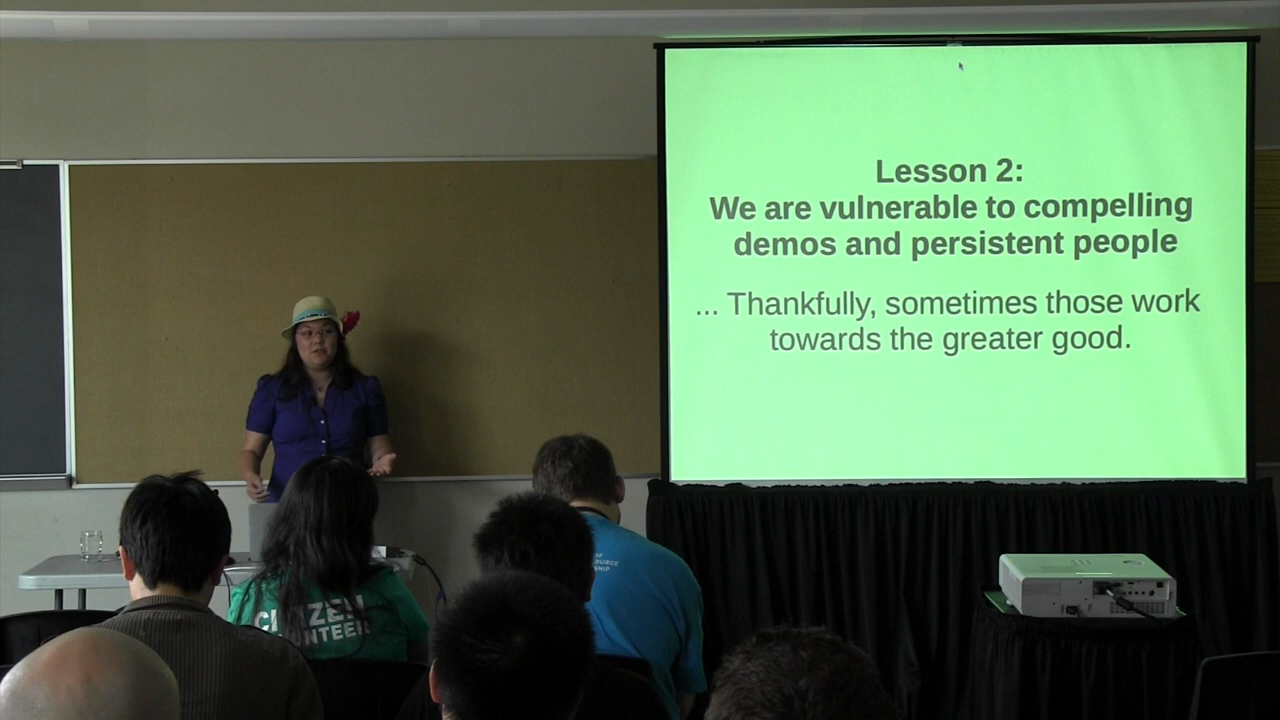 Lesson 2:
We are vulnerable to compelling
demos and persistent people
... Thankfully, sometimes those work
towards the greater good.